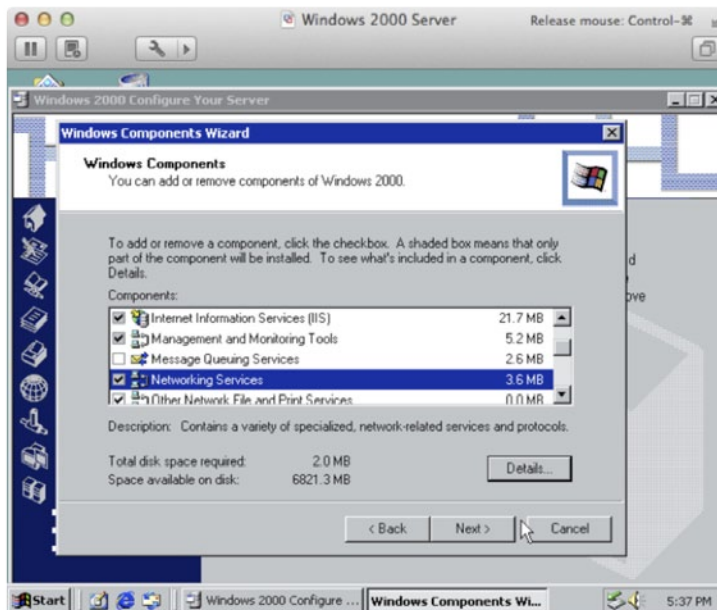 Windows 2000 Server
Release mouse: Control-⌘
Windows 2000 Configure Your Server
Windows Components Wizard
Windows Components
You can add or remove components of Windows 2000.
To add or remove a component, click the checkbox. A shaded box means that only
part of the component will be installed. To see what's included in a component, click
Details.
Components:
Internet Information Services (IIS) 21.7 MB
Management and Monitoring Tools 5.2 MB
Message Queuing Services 2.6 MB
Networking Services 3.6 MB
Other Network File and Print Services 0.0 MB
Description: Contains a variety of specialized, network-related services and protocols.
Total disk space required: 2.0 MB
Space available on disk: 6821.3 MB
Details...
< Back Next > Cancel
d
ove
Start Windows 2000 Configure ... Windows Components Wi... 5:37 PM